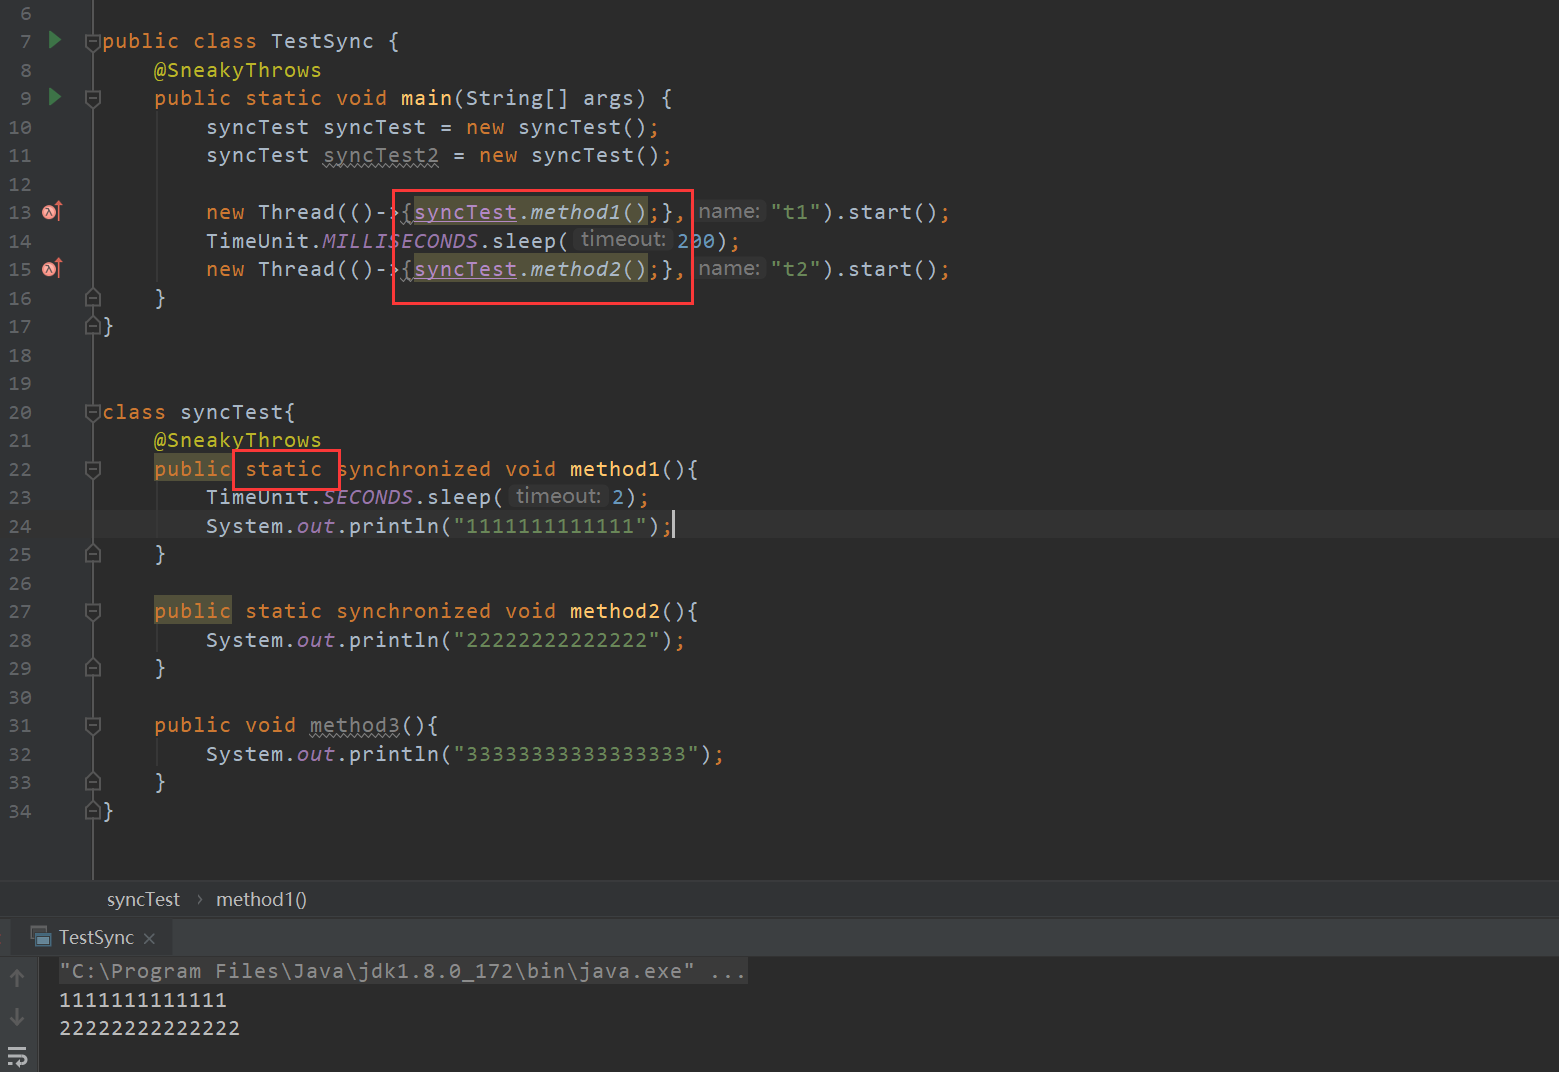 6
7 public class TestSync {
8 @SneakyThrows
9 public static void main(String[] args) {
10 syncTest syncTest = new syncTest();
11 syncTest syncTest2 = new syncTest();
12
13 new Thread(()->{syncTest.method1();}, name: "t1").start();
14 TimeUnit.MILLISECONDS.sleep( timeout: 200);
15 new Thread(()->{syncTest.method2();}, name: "t2").start();
16 }
17 }
18
19
20 class syncTest{
21 @SneakyThrows
22 public static synchronized void method1(){
23 TimeUnit.SECONDS.sleep( timeout: 2);
24 System.out.println("1111111111111");
25 }
26
27 public static synchronized void method2(){
28 System.out.println("22222222222222");
29 }
30
31 public void method3(){
32 System.out.println("33333333333333333");
33 }
34 }
syncTest › method1()
TestSync ×
"C:\Program Files\Java\jdk1.8.0_172\bin\java.exe" ...
1111111111111
22222222222222